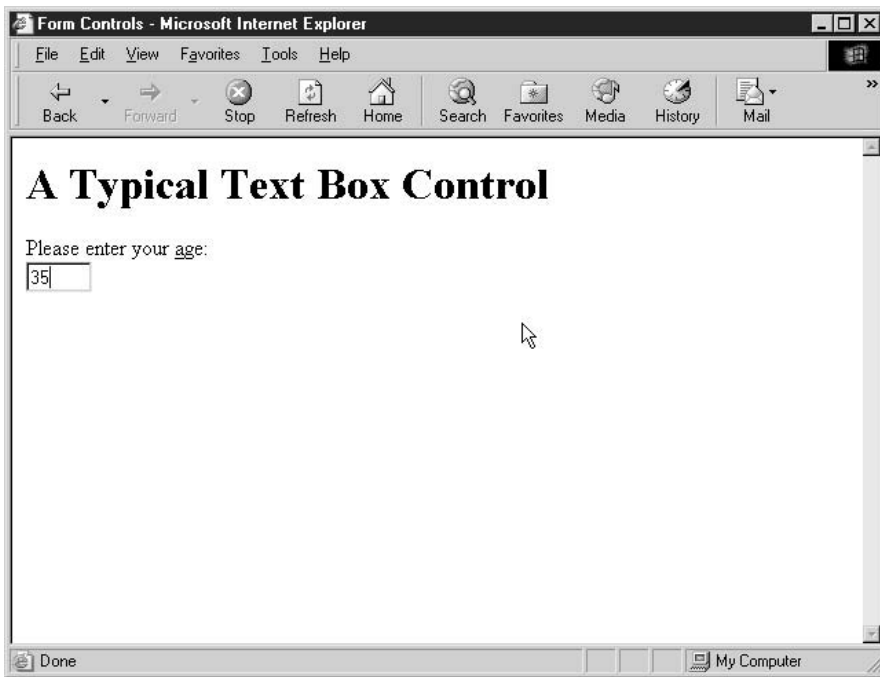 Form Controls - Microsoft Internet Explorer
File Edit View Favorites Tools Help
Back Forward Stop Refresh Home Search Favorites Media History Mail »
A Typical Text Box Control
Please enter your age:
35
Done My Computer